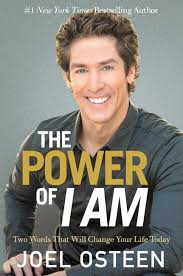 #1 New York Times Bestselling Author
THE
POWER
OF I AM
Two Words That Will Change Your Life Today
JOEL OSTEEN